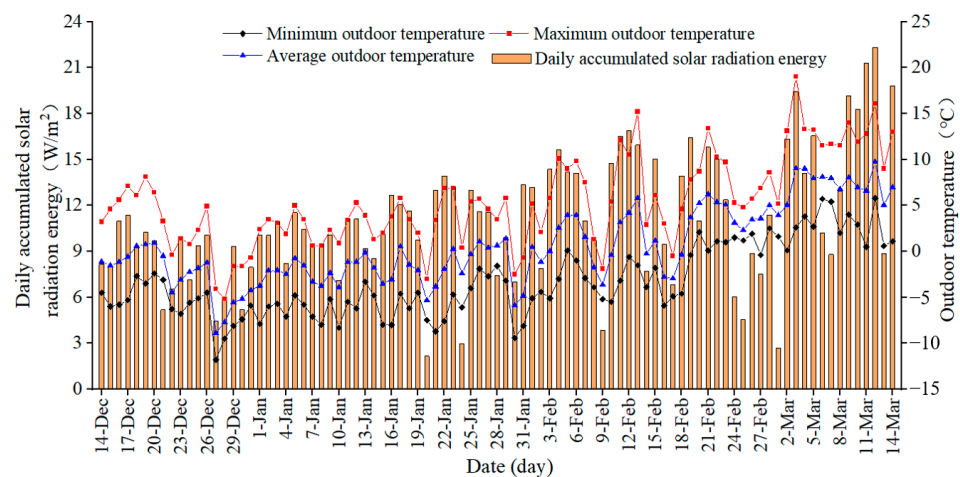 Minimum outdoor temperature
Maximum outdoor temperature
Average outdoor temperature
Daily accumulated solar radiation energy
Daily accumulated solar
radiation energy（W/m²）
24
21
18
15
12
9
6
3
0
25
20
15
10
5
0
−5
−10
−15
Outdoor temperature（℃）
14-Dec
17-Dec
20-Dec
23-Dec
26-Dec
29-Dec
1-Jan
4-Jan
7-Jan
10-Jan
13-Jan
16-Jan
19-Jan
22-Jan
25-Jan
28-Jan
31-Jan
3-Feb
6-Feb
9-Feb
12-Feb
15-Feb
18-Feb
21-Feb
24-Feb
27-Feb
2-Mar
5-Mar
8-Mar
11-Mar
14-Mar
Date (day)